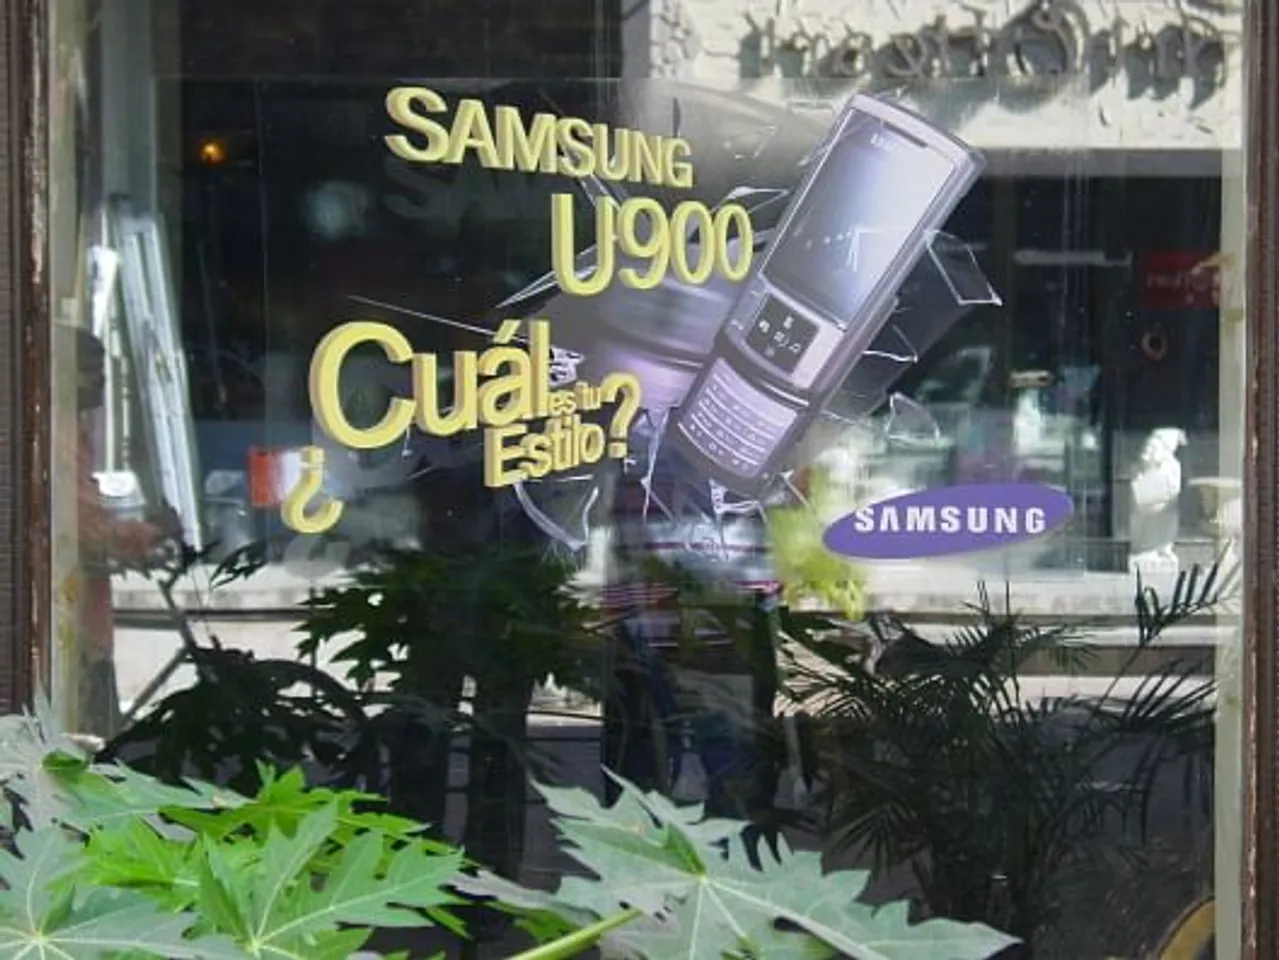 SAMSUNG
U900
¿Cuál es tu
Estilo?
SAMSUNG